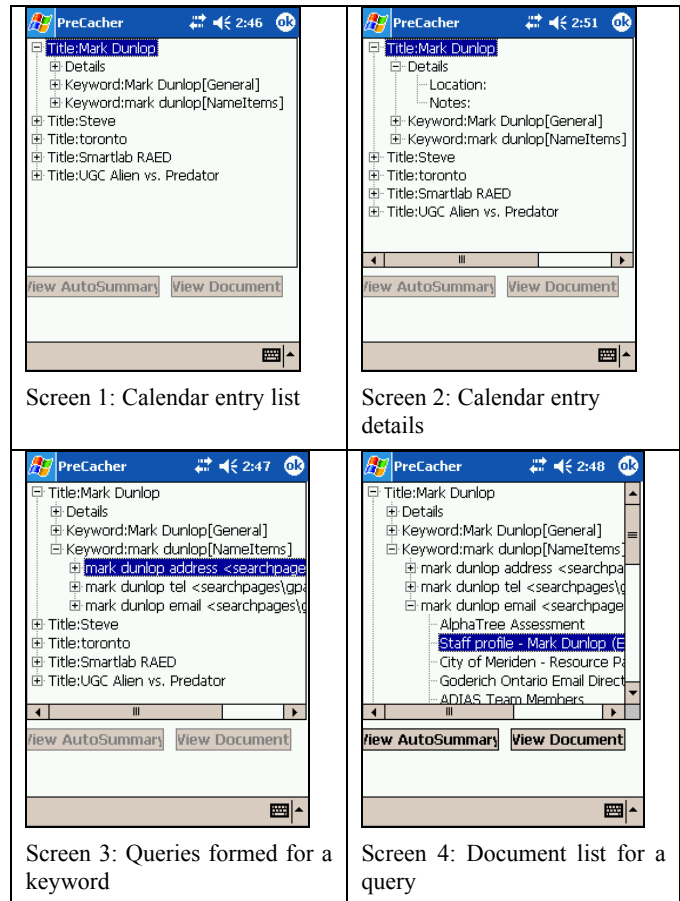 PreCacher 2:46 ok
Title:Mark Dunlop
Details
Keyword:Mark Dunlop[General]
Keyword:mark dunlop[NameItems]
Title:Steve
Title:toronto
Title:Smartlab RAED
Title:UGC Alien vs. Predator
View AutoSummary View Document
Screen 1: Calendar entry list
PreCacher 2:51 ok
Title:Mark Dunlop
Details
Location:
Notes:
Keyword:Mark Dunlop[General]
Keyword:mark dunlop[NameItems]
Title:Steve
Title:toronto
Title:Smartlab RAED
Title:UGC Alien vs. Predator
View AutoSummary View Document
Screen 2: Calendar entry
details
PreCacher 2:47 ok
Title:Mark Dunlop
Details
Keyword:Mark Dunlop[General]
Keyword:mark dunlop[NameItems]
mark dunlop address <searchpage
mark dunlop tel <searchpages\gpa
mark dunlop email <searchpages\g
Title:Steve
Title:toronto
Title:Smartlab RAED
Title:UGC Alien vs. Predator
View AutoSummary View Document
Screen 3: Queries formed for a
keyword
PreCacher 2:48 ok
Title:Mark Dunlop
Details
Keyword:Mark Dunlop[General]
Keyword:mark dunlop[NameItems]
mark dunlop address <searchpa
mark dunlop tel <searchpages\g
mark dunlop email <searchpage
AlphaTree Assessment
Staff profile - Mark Dunlop (E
City of Meriden - Resource Pa
Goderich Ontario Email Direct
ADIAS Team Members
View AutoSummary View Document
Screen 4: Document list for a
query